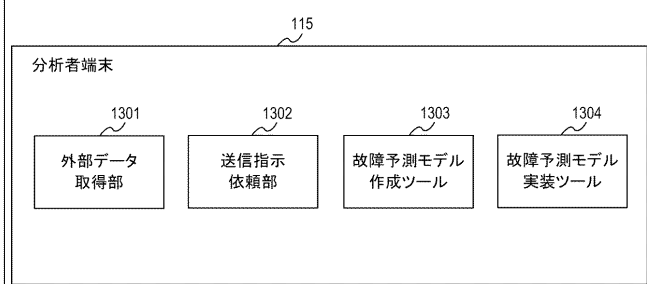 115
分析者端末
1301
1302
1303
1304
外部データ
取得部
送信指示
依頼部
故障予測モデル
作成ツール
故障予測モデル
実装ツール